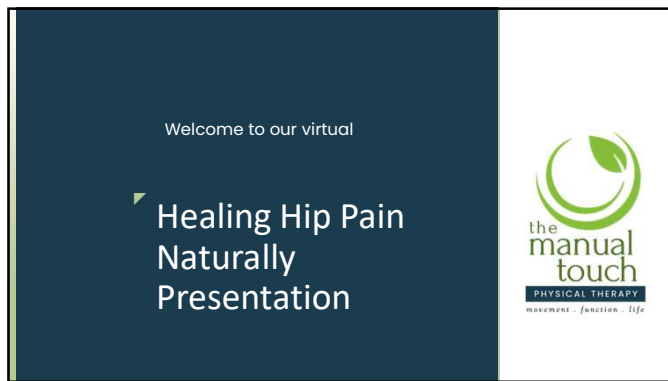 Welcome to our virtual
Healing Hip Pain
Naturally
Presentation
the
manual
touch
PHYSICAL THERAPY
movement . function . life